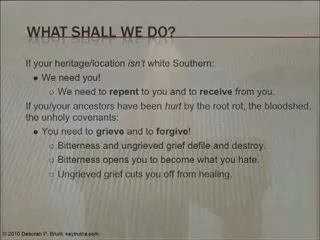 WHAT SHALL WE DO?
If your heritage/location isn't white Southern:
● We need you!
○ We need to repent to you and to receive from you.
If you/your ancestors have been hurt by the root rot, the bloodshed,
the unholy covenants:
● You need to grieve and to forgive!
○ Bitterness and ungrieved grief defile and destroy.
○ Bitterness opens you to become what you hate.
○ Ungrieved grief cuts you off from healing.
© 2010 Deborah P. Brunt, keytruths.com